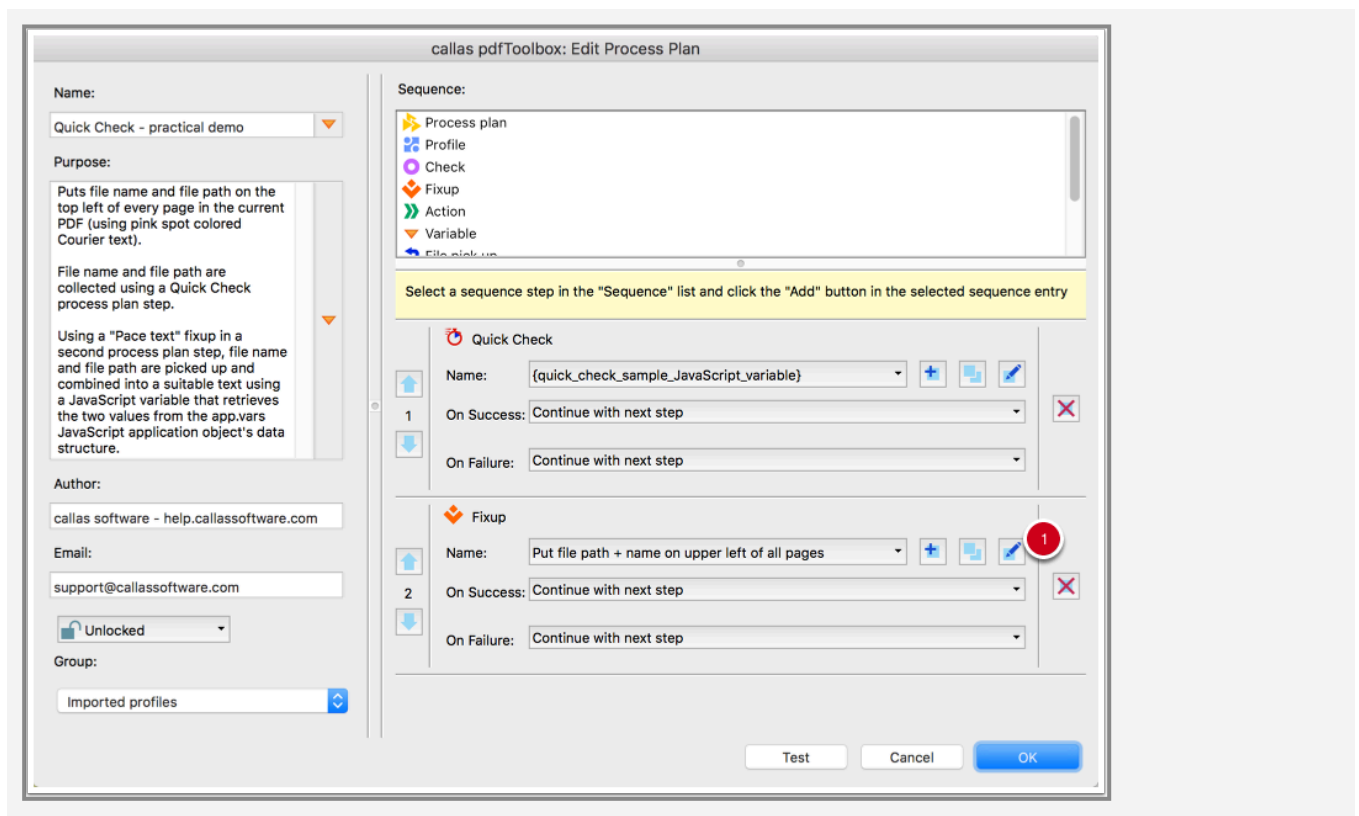 callas pdfToolbox: Edit Process Plan
Name:
Quick Check - practical demo
Purpose:
Puts file name and file path on the
top left of every page in the current
PDF (using pink spot colored
Courier text).
File name and file path are
collected using a Quick Check
process plan step.
Using a "Pace text" fixup in a
second process plan step, file name
and file path are picked up and
combined into a suitable text using
a JavaScript variable that retrieves
the two values from the app.vars
JavaScript application object's data
structure.
Author:
callas software - help.callassoftware.com
Email:
support@callassoftware.com
Unlocked
Group:
Imported profiles
Sequence:
Process plan
Profile
Check
Fixup
Action
Variable
File pick up
Select a sequence step in the "Sequence" list and click the "Add" button in the selected sequence entry
Quick Check
Name: {quick_check_sample_JavaScript_variable}
1 On Success: Continue with next step
On Failure: Continue with next step
Fixup
1
Name: Put file path + name on upper left of all pages
2 On Success: Continue with next step
On Failure: Continue with next step
Test Cancel OK